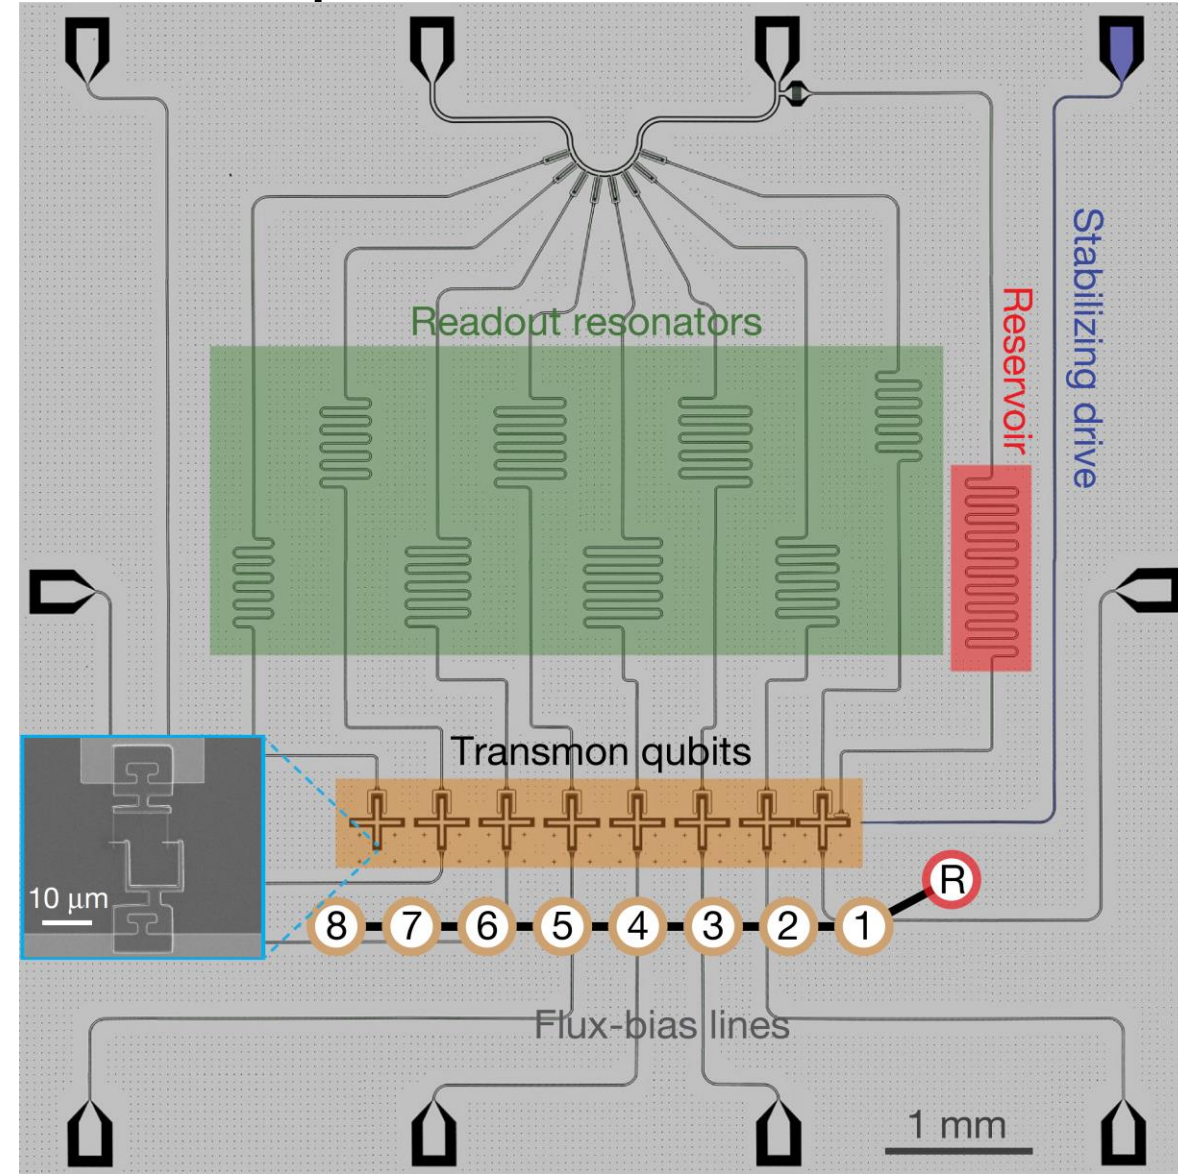 Readout resonators
Reservoir
Stabilizing drive
Transmon qubits
10 μm
R
8 7 6 5 4 3 2 1
Flux-bias lines
1 mm